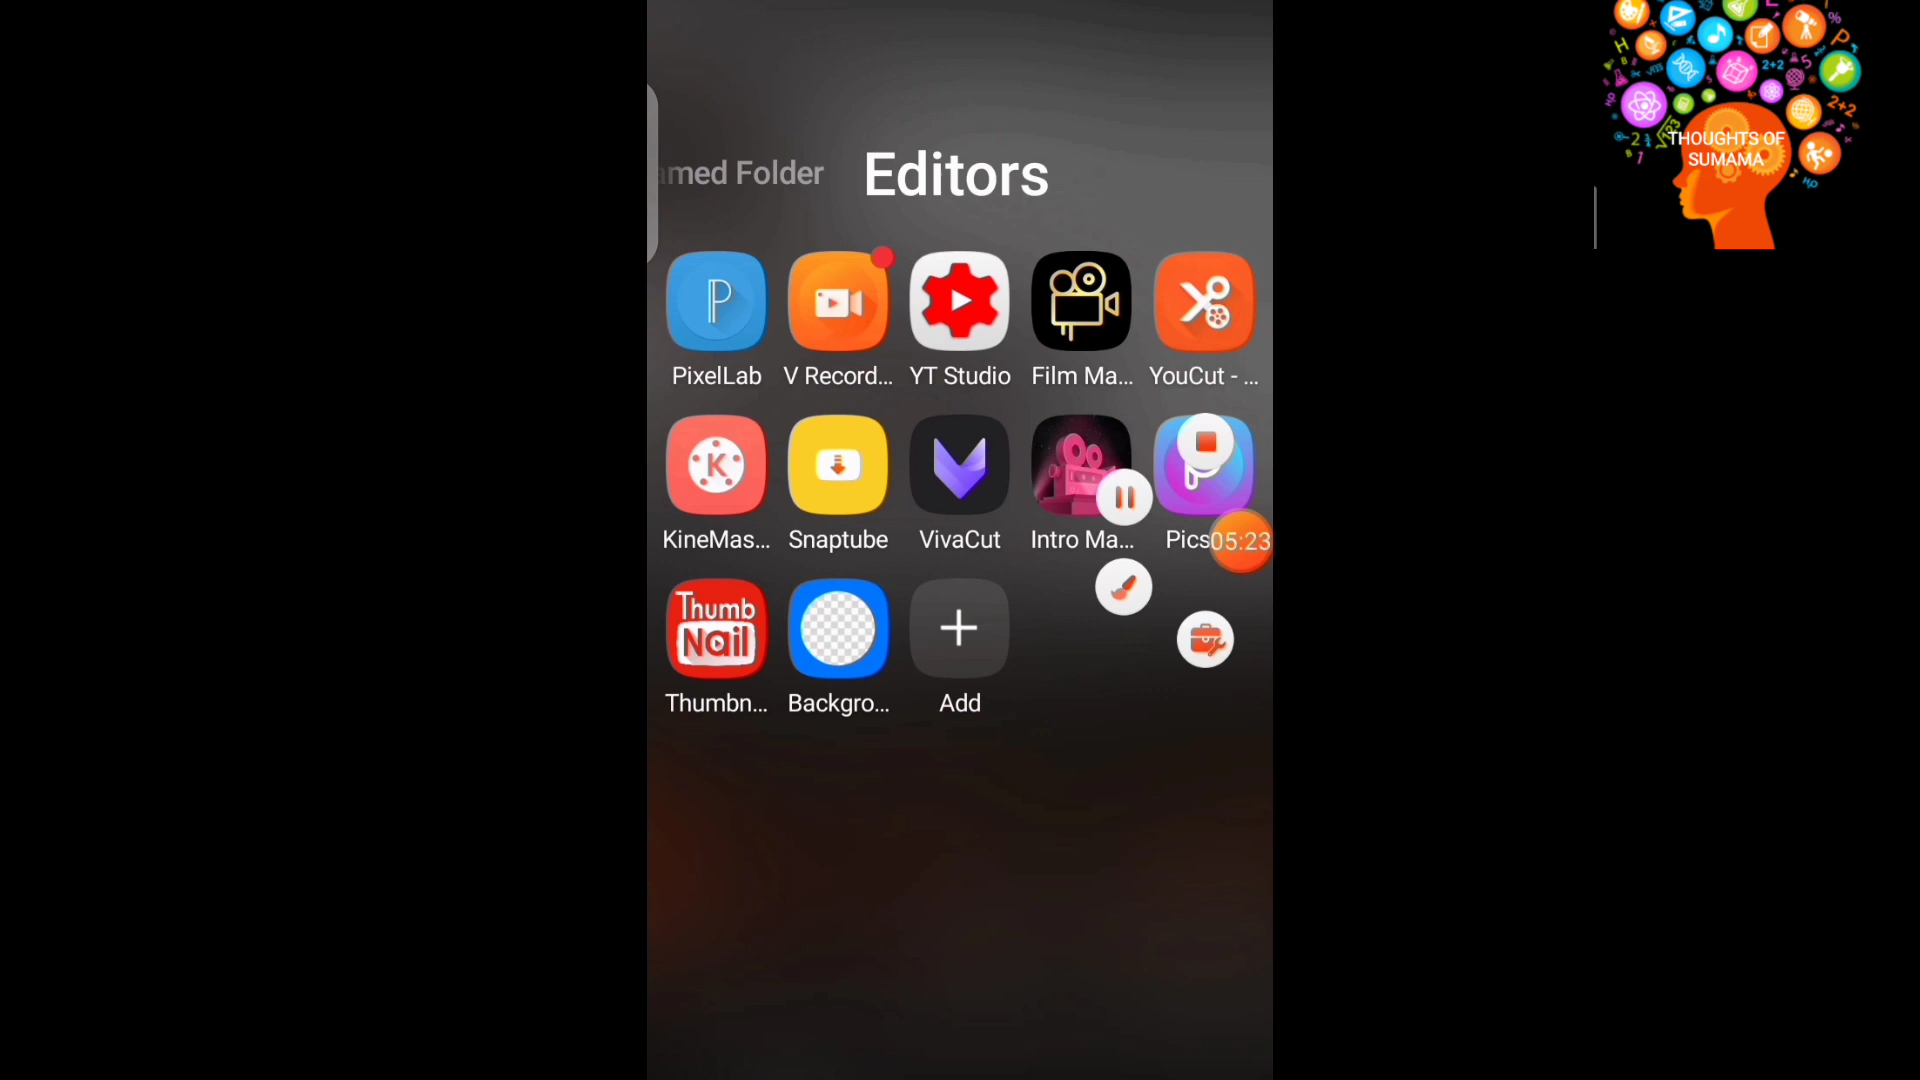 amed Folder
Editors
PixelLab
V Record...
YT Studio
Film Ma...
YouCut - ...
K
KineMas...
Snaptube
VivaCut
Intro Ma...
Pics
05:23
Thumb
Nail
Thumbn...
Backgro...
Add
THOUGHTS OF
SUMAMA